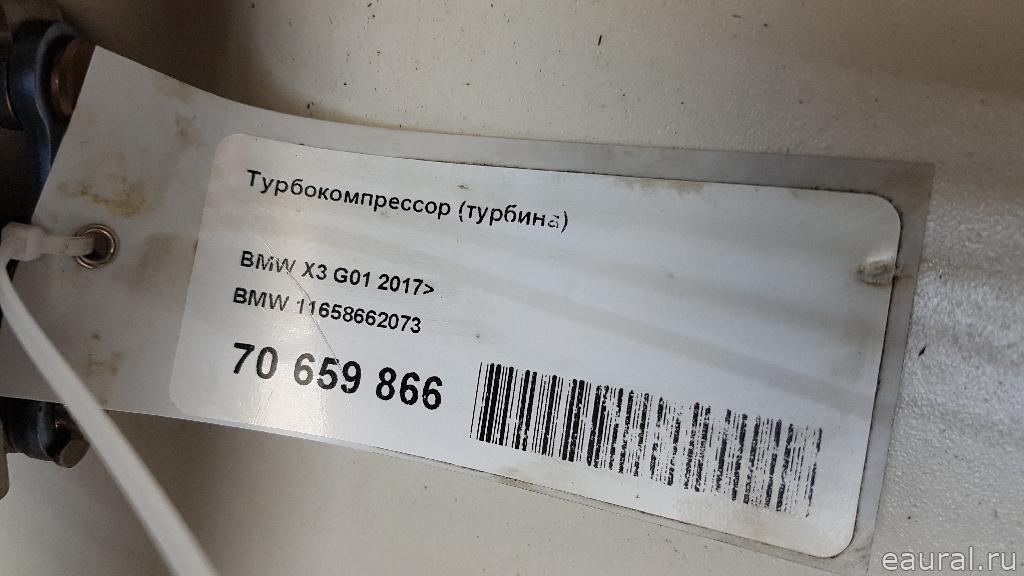 Турбокомпрессор (турбина)
BMW X3 G01 2017>
BMW 11658662073
70 659 866
eaural.ru